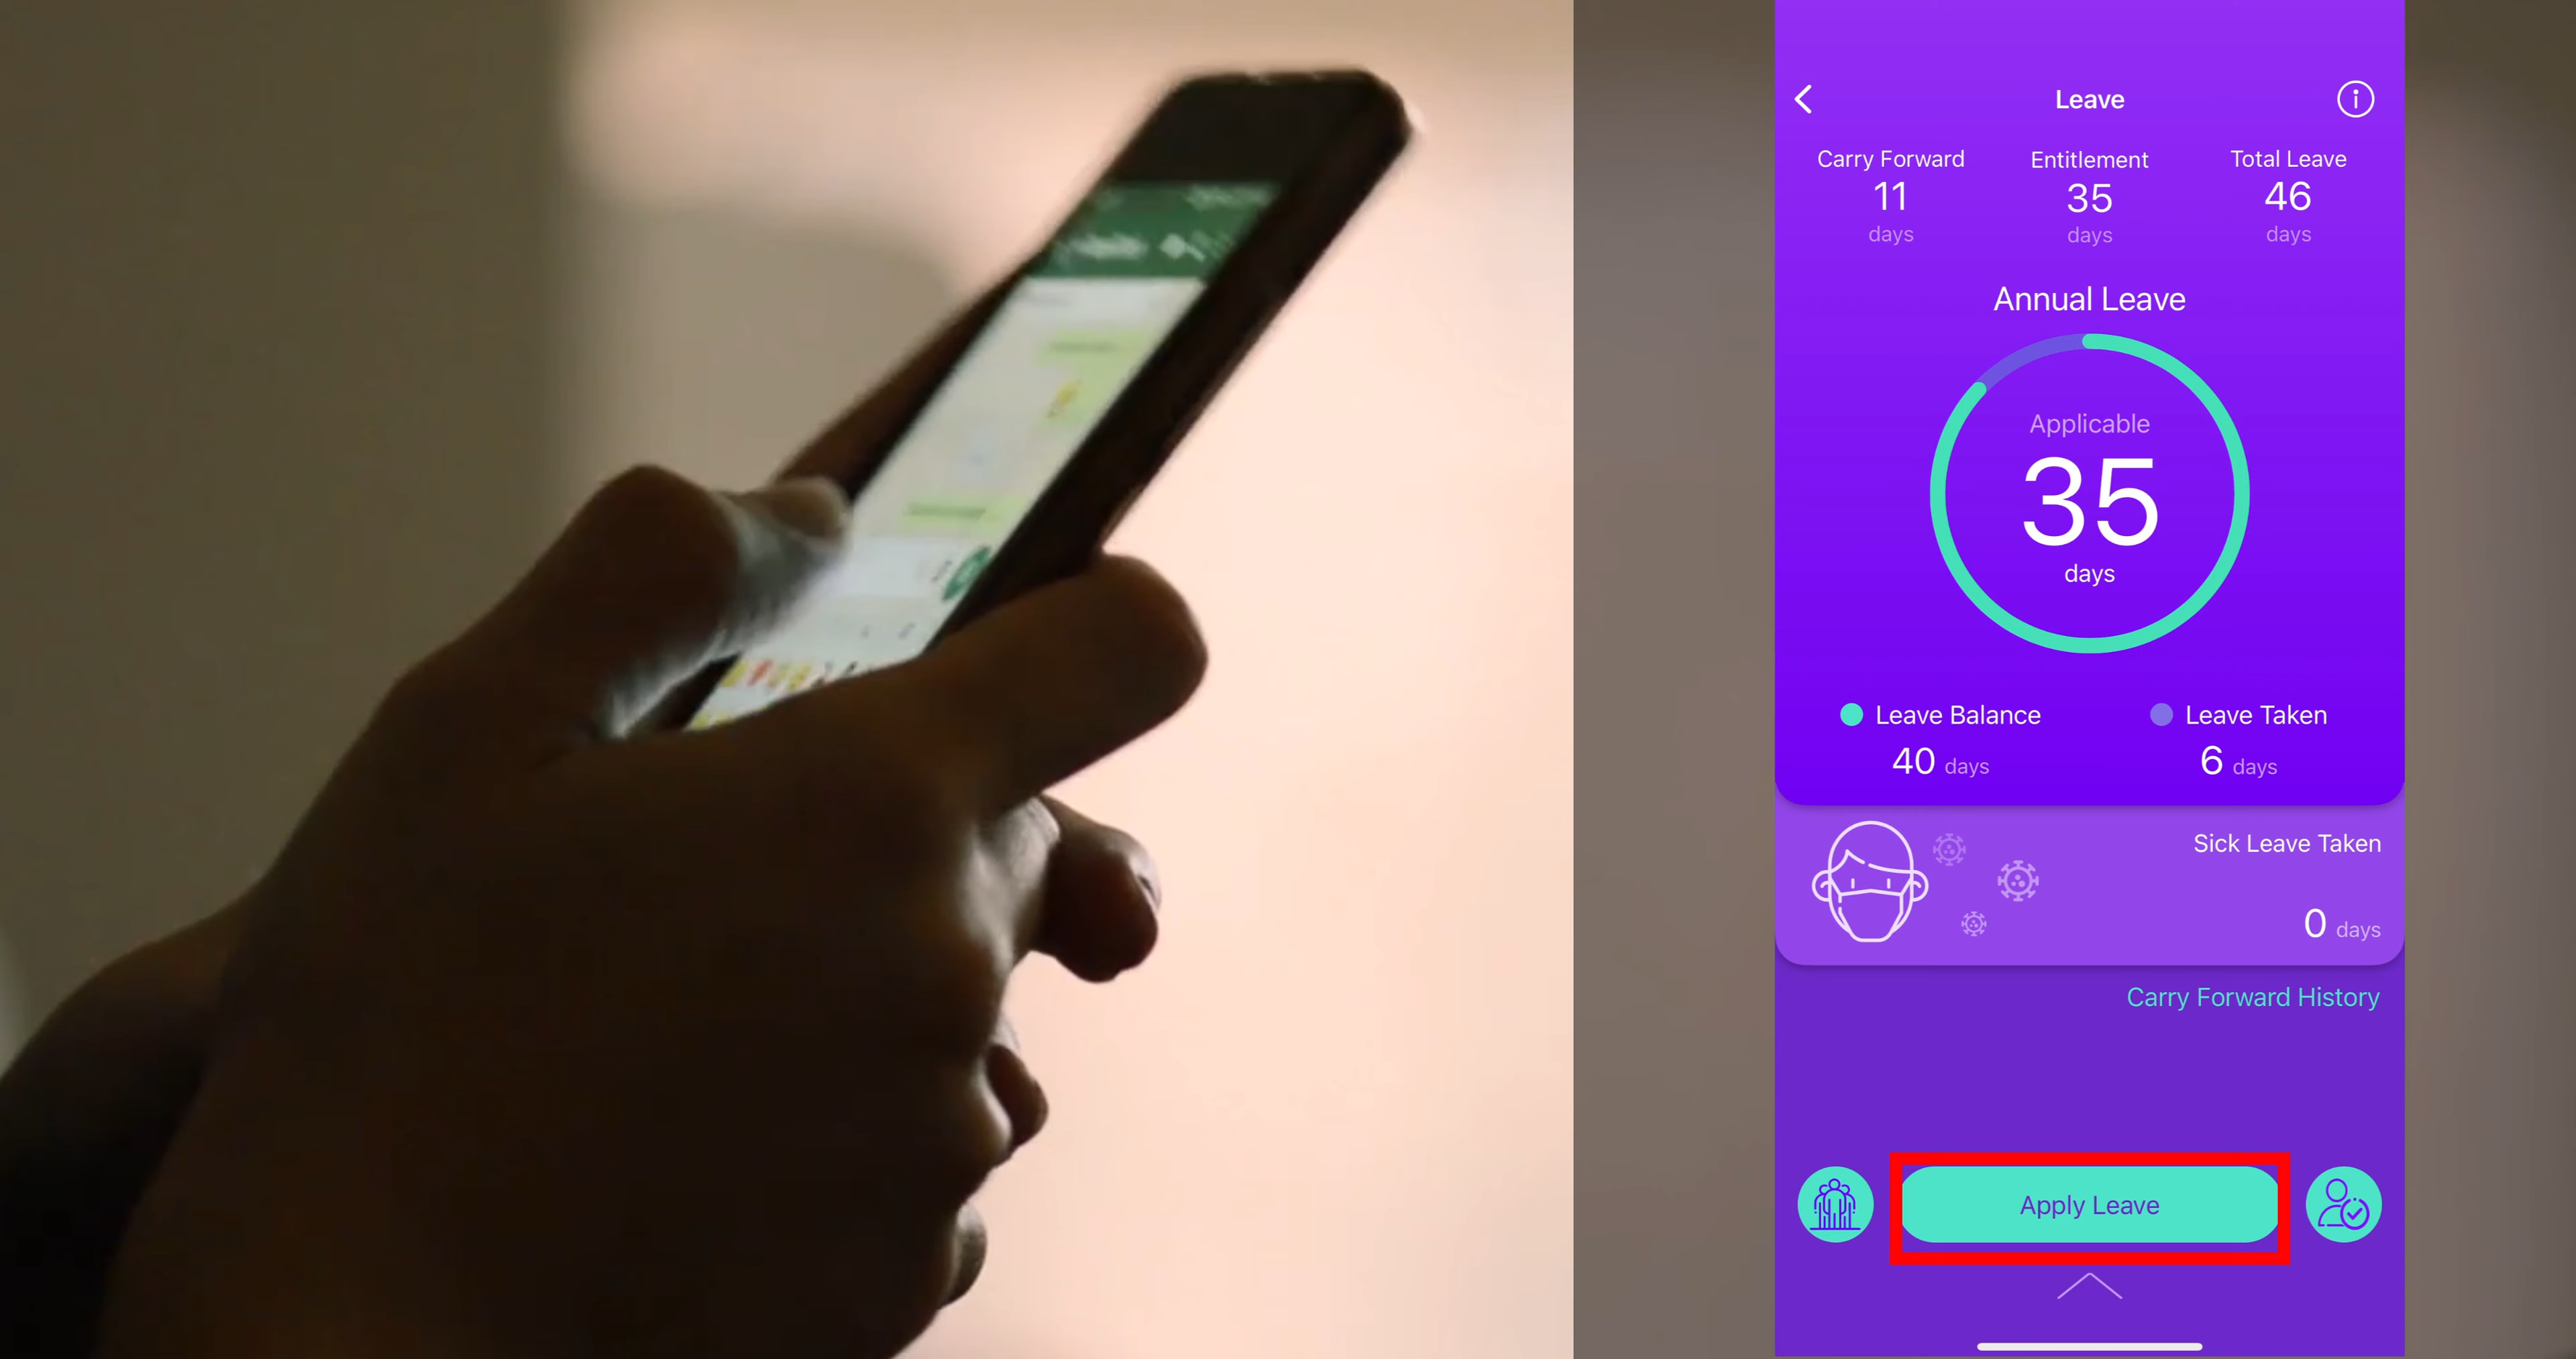 Leave
Carry Forward
11
days
Entitlement
35
days
Total Leave
46
days
Annual Leave
Applicable
35
days
Leave Balance
40 days
Leave Taken
6 days
Sick Leave Taken
0 days
Carry Forward History
Apply Leave